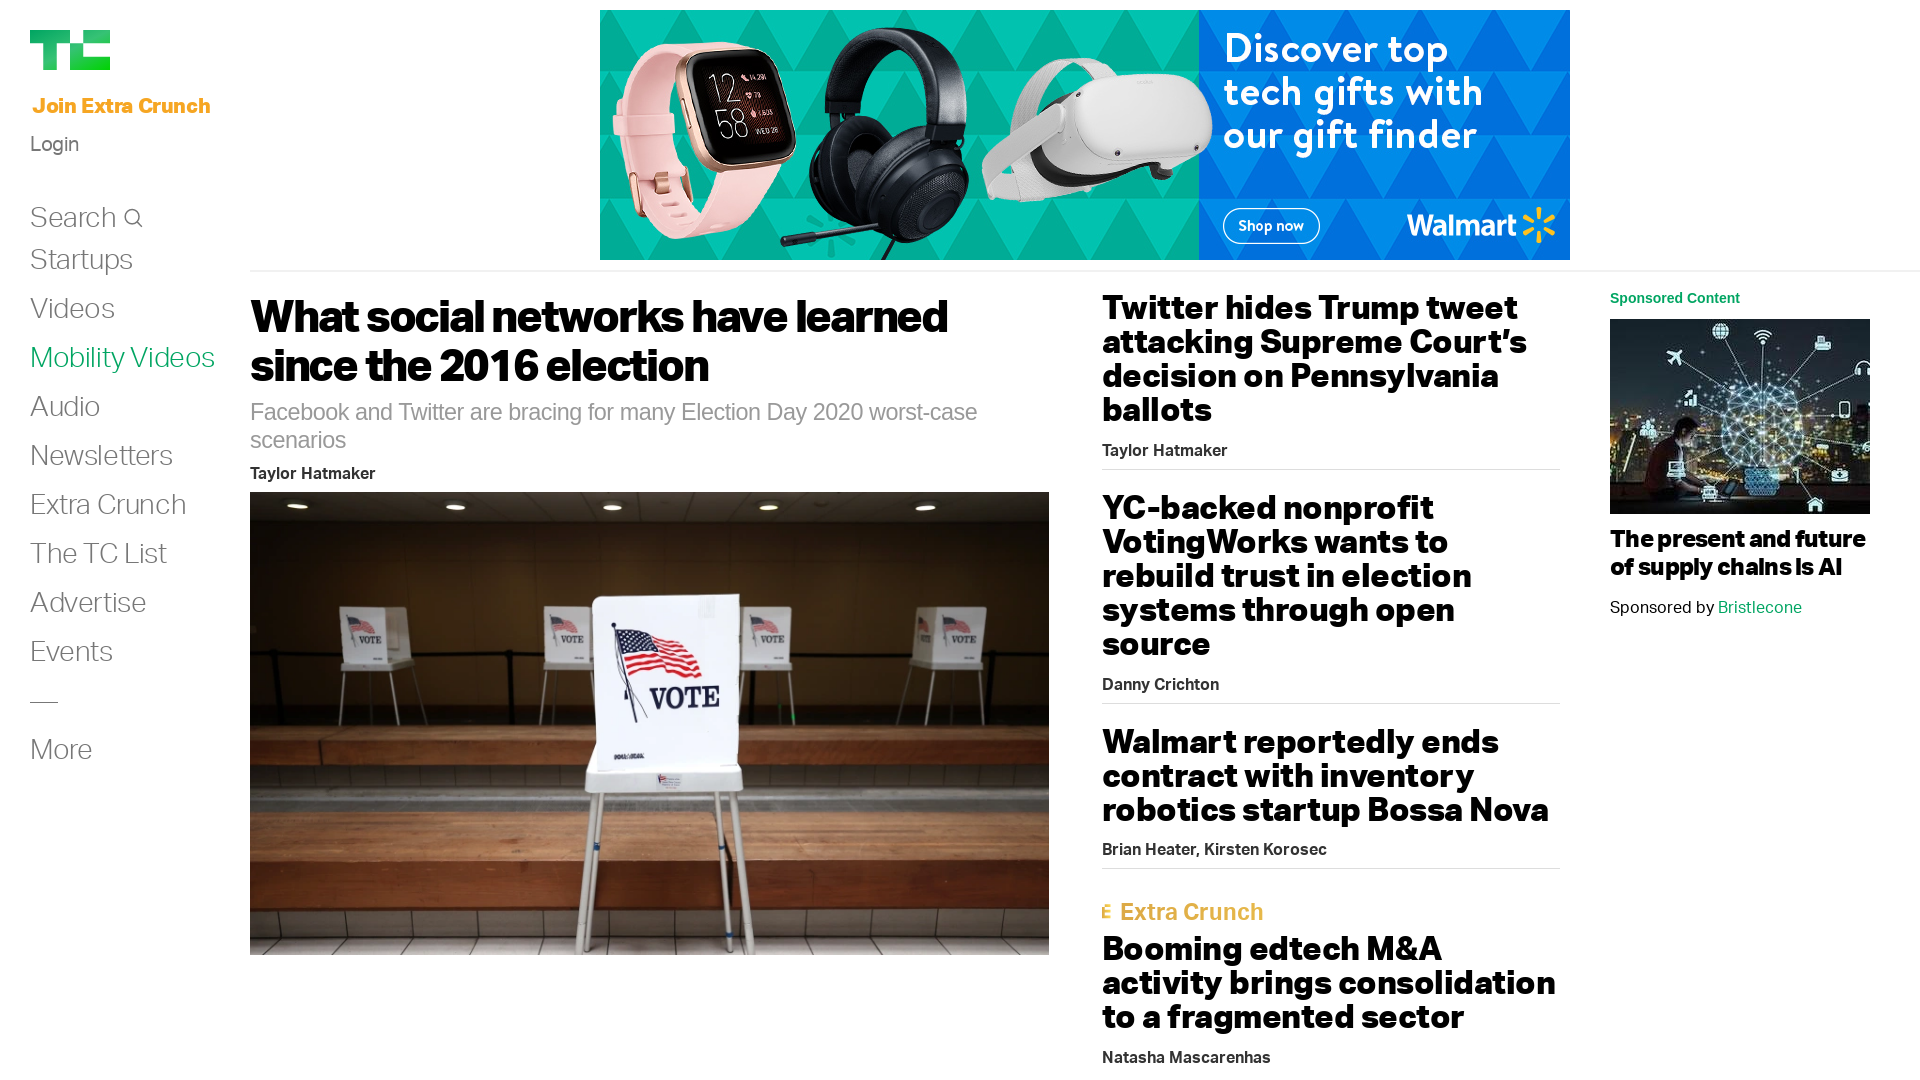 TC
Join Extra Crunch
Login
Search
Startups
Videos
Mobility Videos
Audio
Newsletters
Extra Crunch
The TC List
Advertise
Events
More
Discover top
tech gifts with
our gift finder
Shop now
Walmart
What social networks have learned
since the 2016 election
Facebook and Twitter are bracing for many Election Day 2020 worst-case
scenarios
Taylor Hatmaker
VOTE
VOTE
VOTE
VOTE
VOTE
Twitter hides Trump tweet
attacking Supreme Court’s
decision on Pennsylvania
ballots
Taylor Hatmaker
YC-backed nonprofit
VotingWorks wants to
rebuild trust in election
systems through open
source
Danny Crichton
Walmart reportedly ends
contract with inventory
robotics startup Bossa Nova
Brian Heater, Kirsten Korosec
Extra Crunch
Booming edtech M&A
activity brings consolidation
to a fragmented sector
Natasha Mascarenhas
Sponsored Content
The present and future
of supply chains is AI
Sponsored by Bristlecone